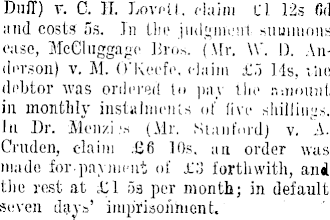 Duff) v. C. H. Lovett, claim £1 12s 6d
and costs 5s. In the judgment summons
case, McCluggage Bros. (Mr. W. D. An-
derson) v. M. O'Keefe, claim £5 14s, the
debtor was ordered to pay the amount
in monthly instalments of five shillings.
In Dr. Menzies (Mr. Stanford) v. A.
Cruden, claim £6 10s, an order was
made for payment of £3 forthwith, and
the rest at £1 5s per month; in default
seven days' imprisonment.